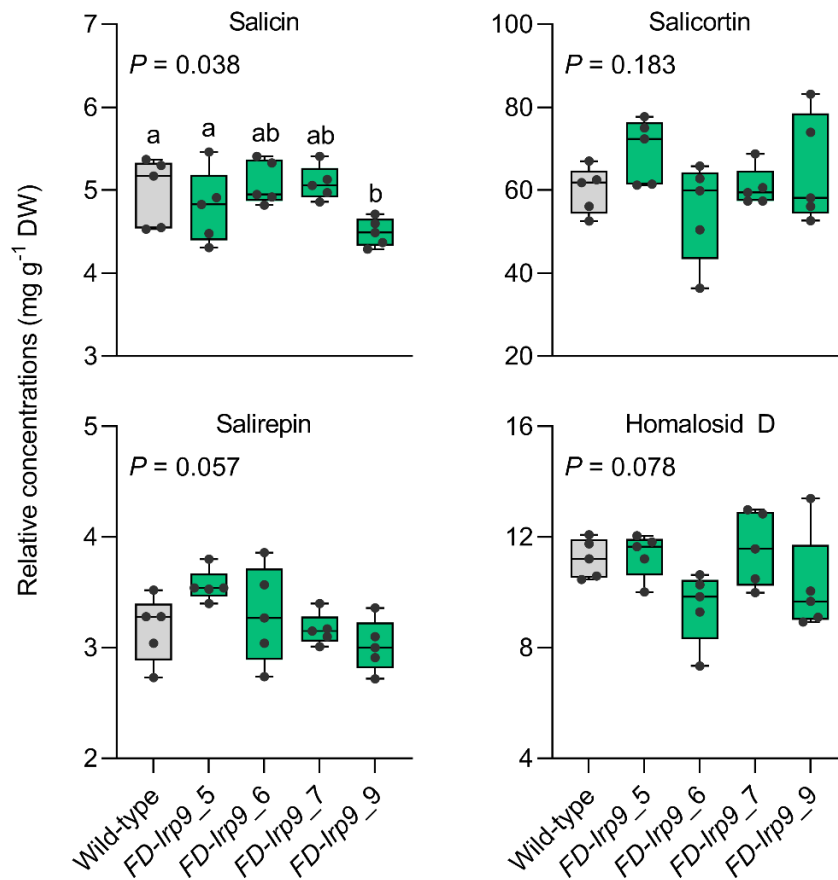 Relative concentrations (mg g⁻¹ DW)
Salicin
P = 0.038
7
6
5
4
3
a
a
ab
ab
b
Salicortin
P = 0.183
100
80
60
40
20
Salirepin
P = 0.057
5
4
3
2
Wild-type
FD-lrp9_5
FD-lrp9_6
FD-lrp9_7
FD-lrp9_9
Homalosid D
P = 0.078
16
12
8
4
Wild-type
FD-lrp9_5
FD-lrp9_6
FD-lrp9_7
FD-lrp9_9